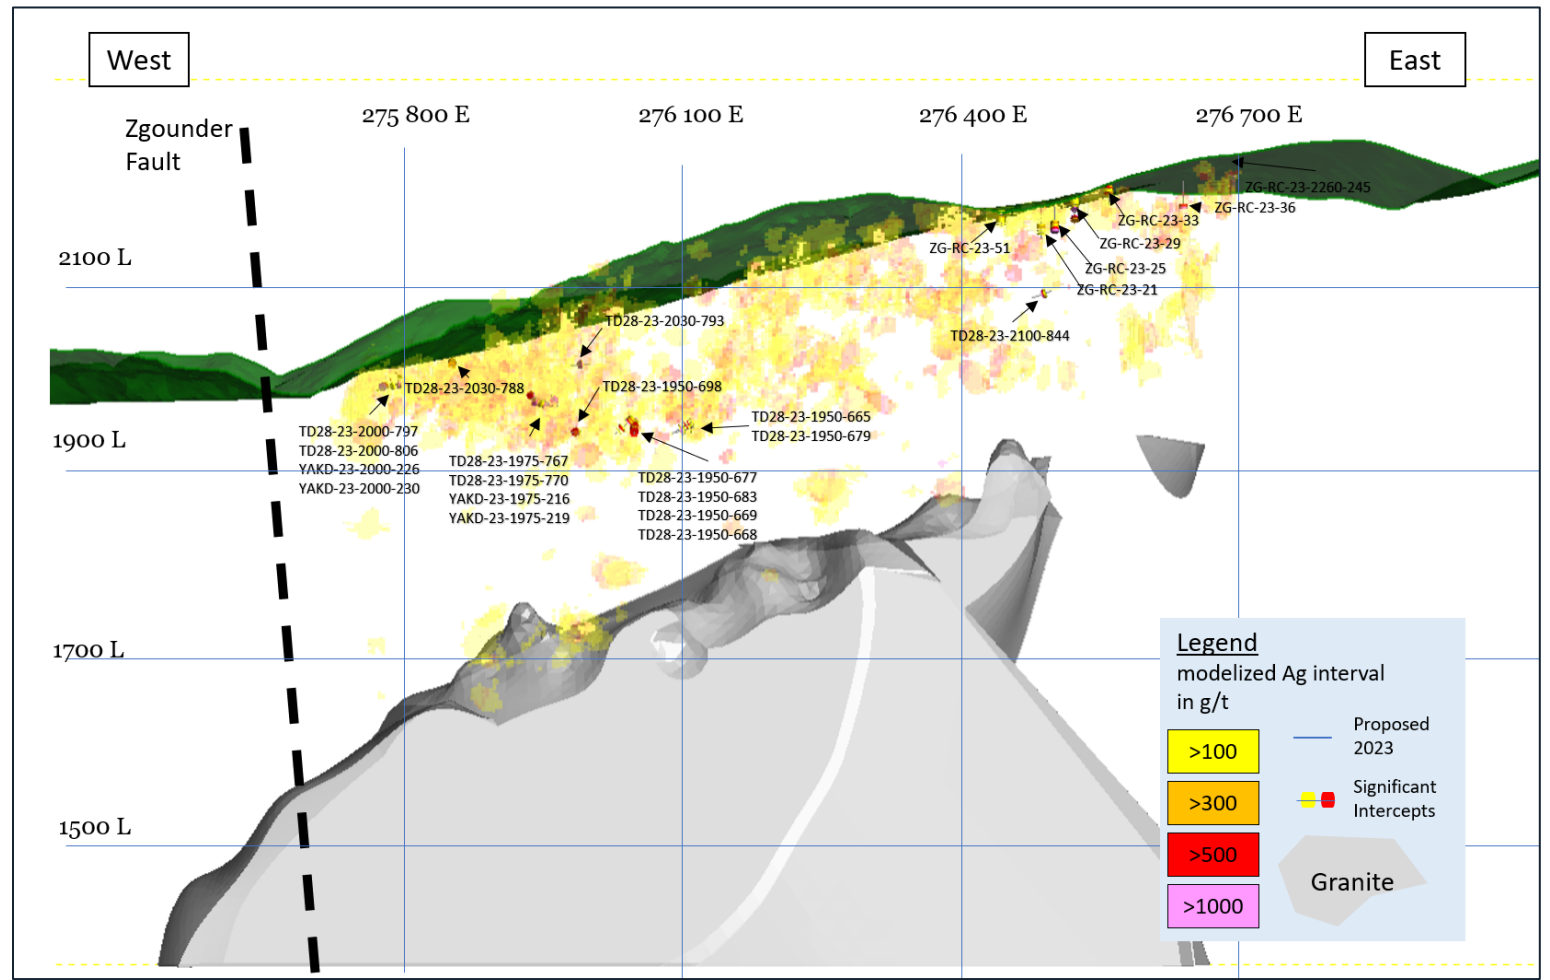 West
East
Zgounder
Fault
275 800 E
276 100 E
276 400 E
276 700 E
ZG-RC-23-2260-245
ZG-RC-23-36
ZG-RC-23-33
ZG-RC-23-51
ZG-RC-23-29
2100 L
ZG-RC-23-25
ZG-RC-23-21
TD28-23-2030-793
TD28-23-2100-844
TD28-23-2030-788
TD28-23-1950-698
TD28-23-2000-797
TD28-23-2000-806
YAKD-23-2000-226
YAKD-23-2000-230
TD28-23-1950-665
TD28-23-1950-679
1900 L
TD28-23-1975-767
TD28-23-1975-770
YAKD-23-1975-216
YAKD-23-1975-219
TD28-23-1950-677
TD28-23-1950-683
TD28-23-1950-669
TD28-23-1950-668
1700 L
1500 L
Legend
modelized Ag interval
in g/t
>100
>300
>500
>1000
Proposed
2023
Significant
Intercepts
Granite